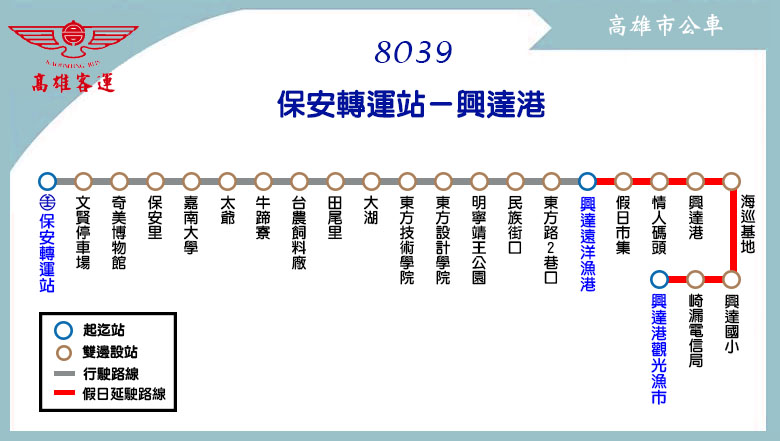 高雄市公車
KAOHSIUNG BUS
高雄客運
8039
保安轉運站－興達港
保安轉運站
文賢停車場
奇美博物館
保安里
嘉南大學
太爺
牛蹄寮
台農飼料廠
田尾里
大湖
東方技術學院
東方設計學院
明寧靖王公園
民族街口
東方路2巷口
興達遠洋漁港
假日市集
情人碼頭
興達港
海巡基地
興達國小
崎漏電信局
興達港觀光漁市
起迄站
雙邊設站
行駛路線
假日延駛路線